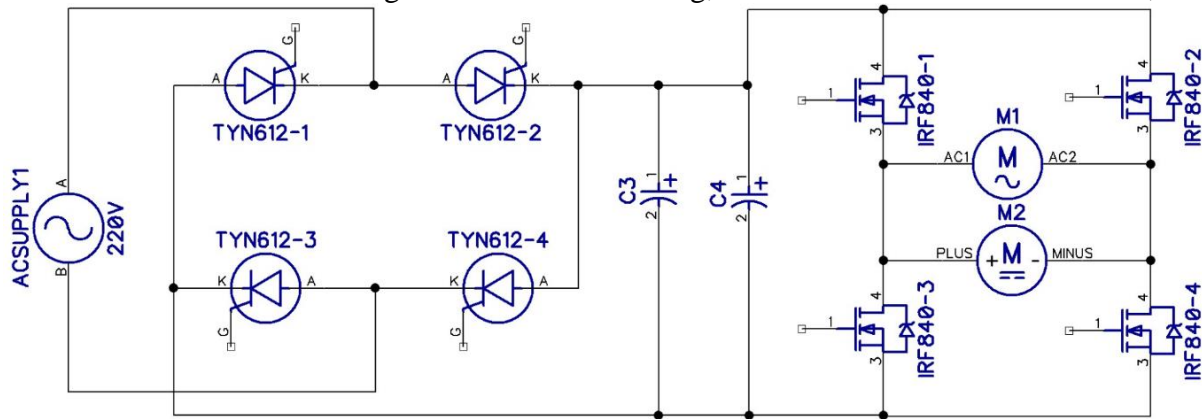 ACSUPPLY1
220V
A
B
A
K
G
TYN612-1
A
K
G
TYN612-2
TYN612-3
K
A
G
TYN612-4
K
A
G
C3
1
+
2
C4
1
+
2
1
4
3
IRF840-1
1
4
3
IRF840-2
M1
AC1
M
AC2
M2
PLUS
+ M -
MINUS
1
4
3
IRF840-3
1
4
3
IRF840-4